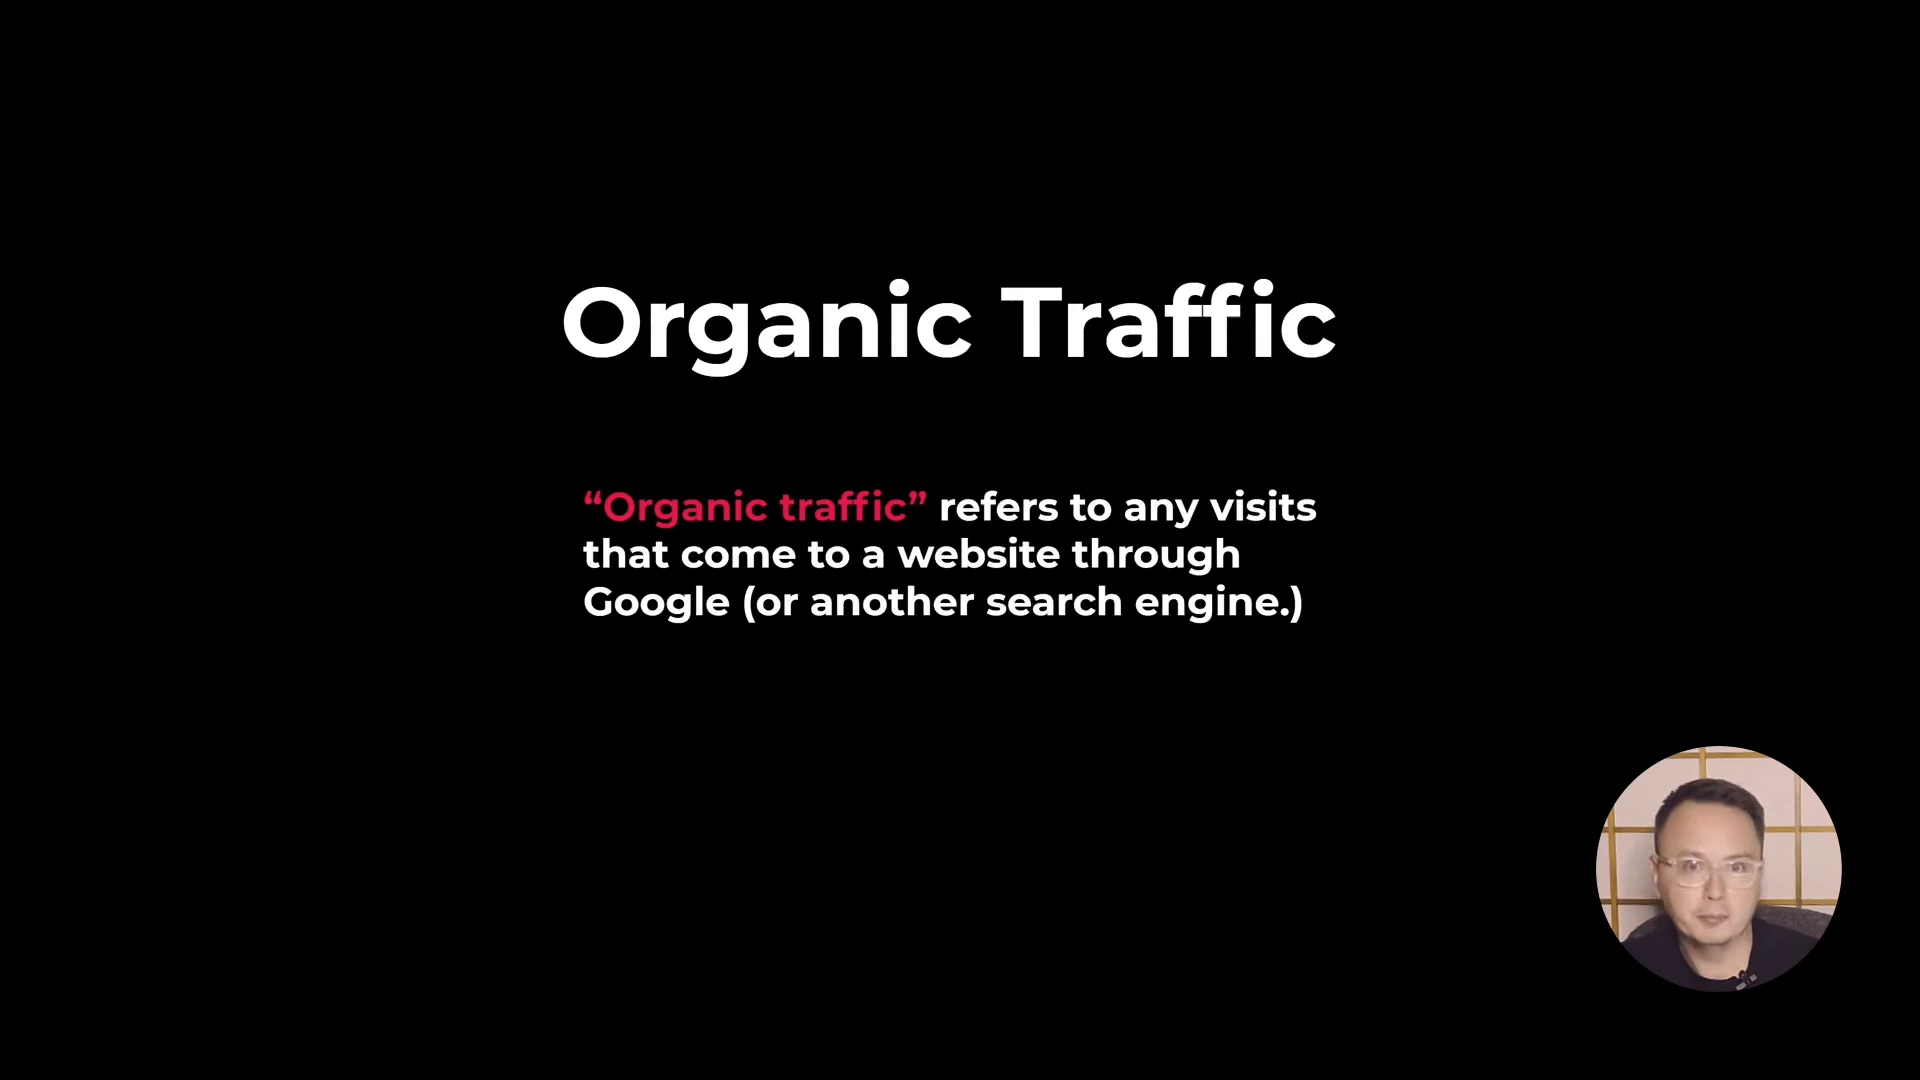 Organic Traffic
“Organic traffic” refers to any visits
that come to a website through
Google (or another search engine.)